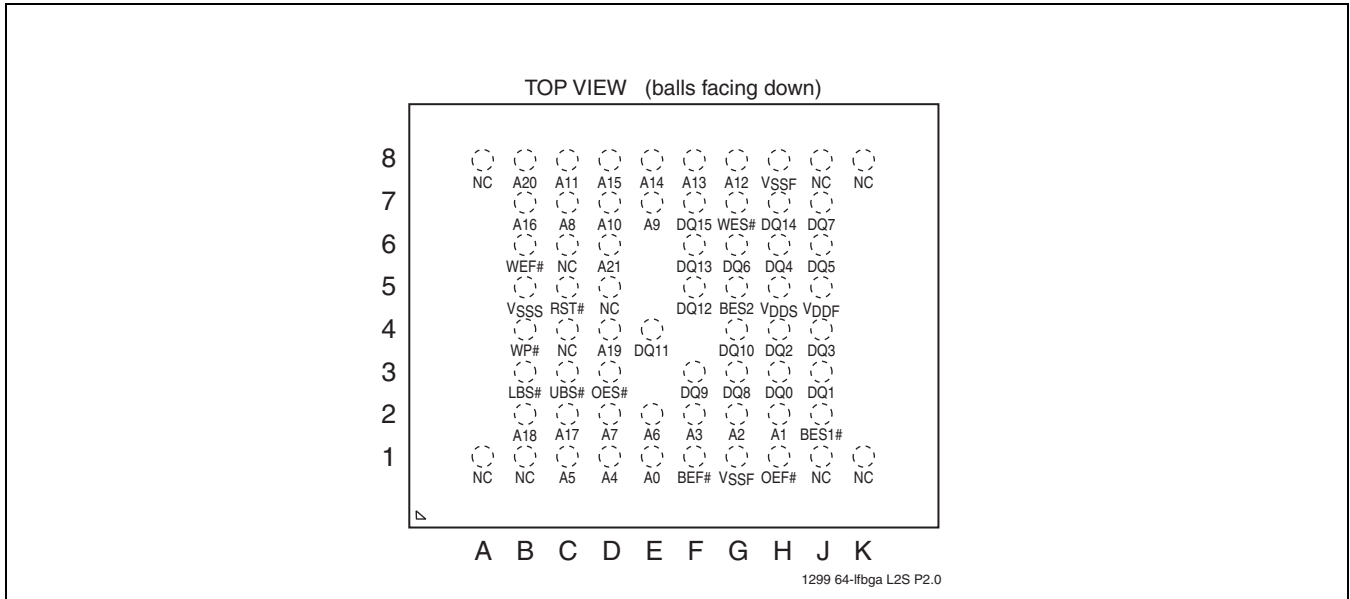 TOP VIEW (balls facing down)
8
NC A20 A11 A15 A14 A13 A12 VSSF NC NC
7
A16 A8 A10 A9 DQ15 WES# DQ14 DQ7
6
WEF# NC A21 DQ13 DQ6 DQ4 DQ5
5
VSSS RST# NC DQ12 BES2 VDDS VDDF
4
WP# NC A19 DQ11 DQ10 DQ2 DQ3
3
LBS# UBS# OES# DQ9 DQ8 DQ0 DQ1
2
A18 A17 A7 A6 A3 A2 A1 BES1#
1
NC NC A5 A4 A0 BEF# VSSF OEF# NC NC
A B C D E F G H J K
1299 64-lfbga L2S P2.0